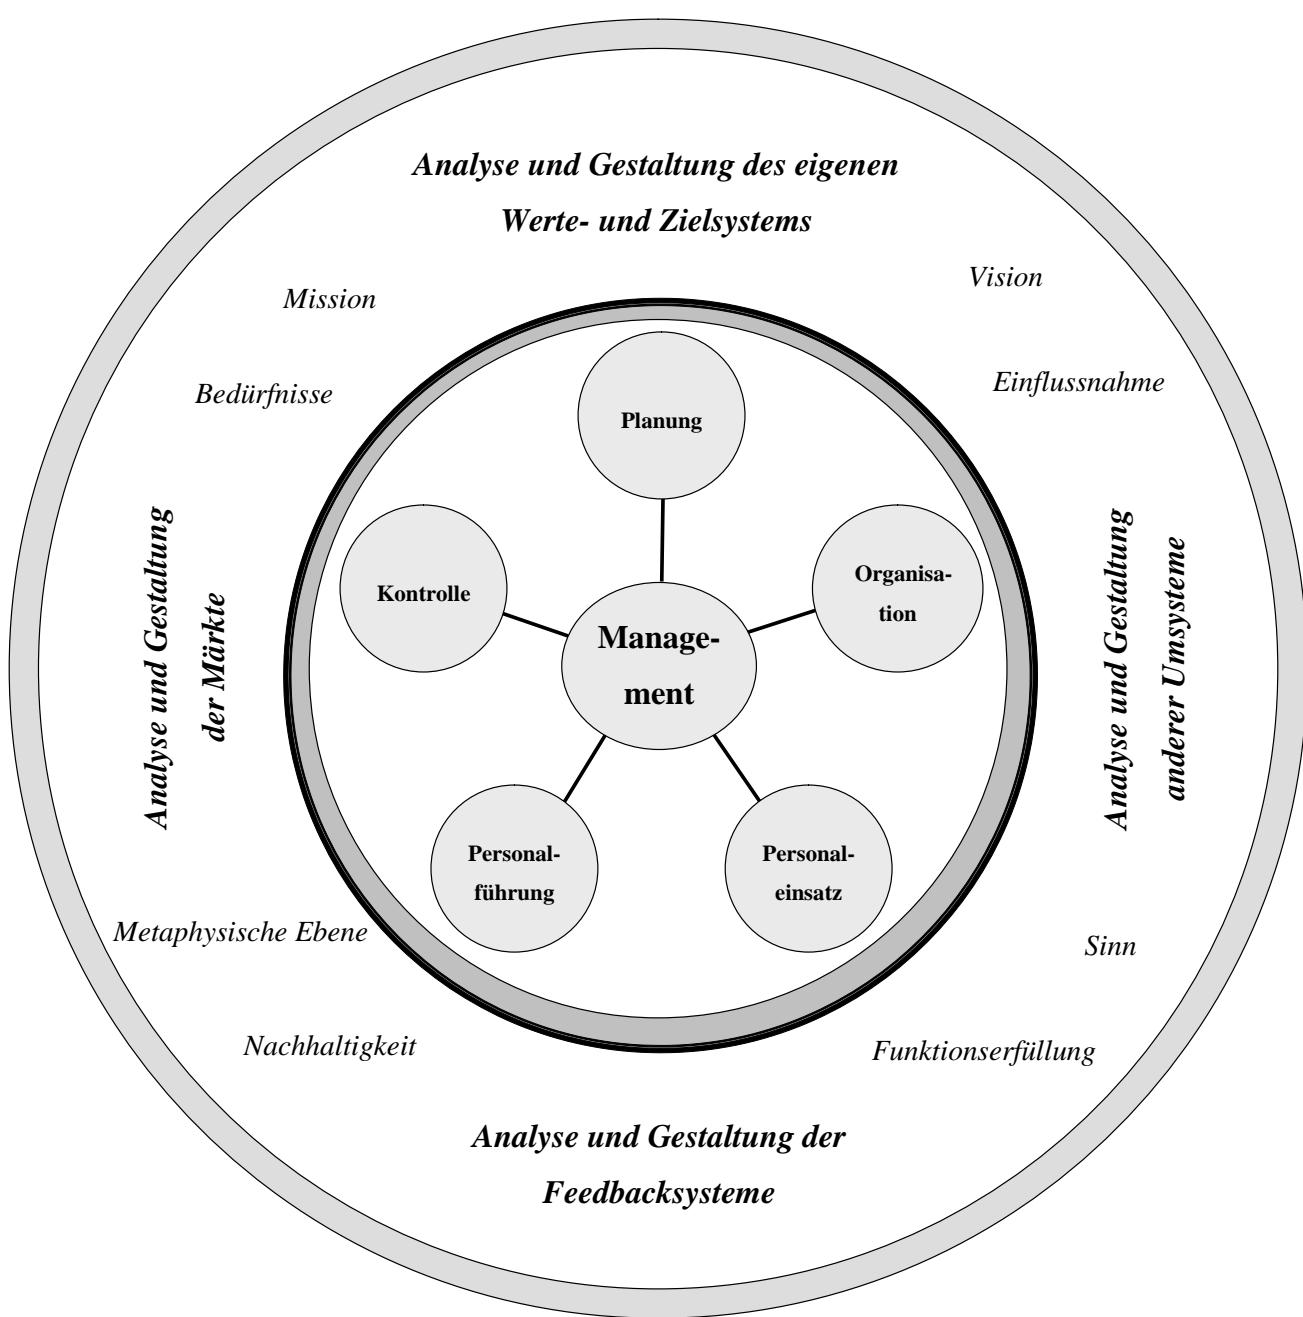 Analyse und Gestaltung des eigenen
Werte- und Zielsystems
Mission
Vision
Bedürfnisse
Einflussnahme
Planung
Kontrolle
Organisa-
tion
Manage-
ment
Analyse und Gestaltung
der Märkte
Analyse und Gestaltung
anderer Umsysteme
Personal-
führung
Personal-
einsatz
Metaphysische Ebene
Sinn
Nachhaltigkeit
Funktionserfüllung
Analyse und Gestaltung der
Feedbacksysteme